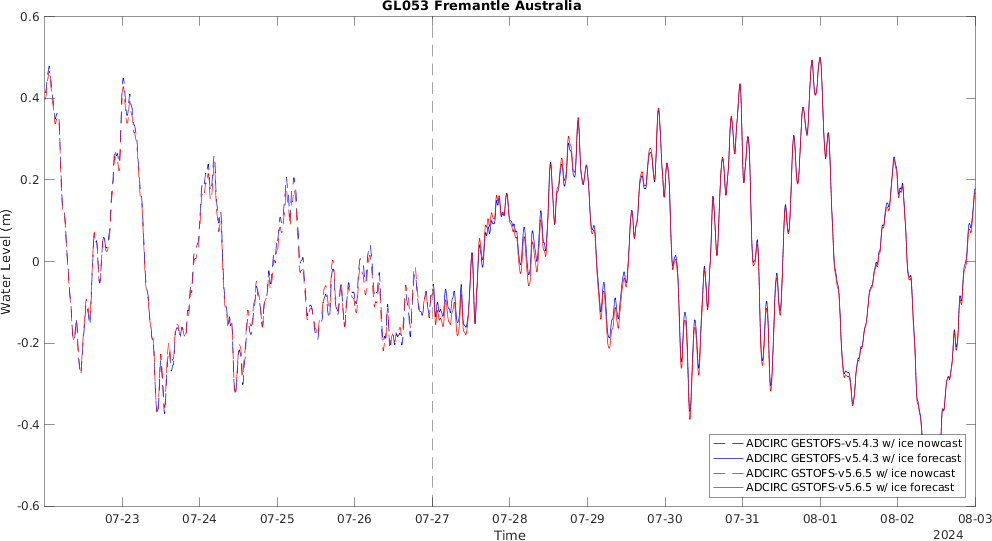 GL053 Fremantle Australia
0.6
0.4
0.2
0
-0.2
-0.4
-0.6
Water Level (m)
07-23 07-24 07-25 07-26 07-27 07-28 07-29 07-30 07-31 08-01 08-02 08-03
Time
2024
ADCIRC GESTOFS-v5.4.3 w/ ice nowcast
ADCIRC GESTOFS-v5.4.3 w/ ice forecast
ADCIRC GSTOFS-v5.6.5 w/ ice nowcast
ADCIRC GSTOFS-v5.6.5 w/ ice forecast